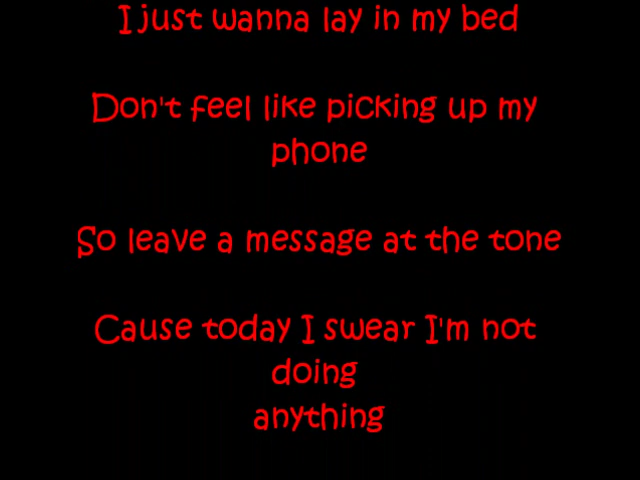 I just wanna lay in my bed
Don't feel like picking up my
phone
So leave a message at the tone
Cause today I swear I'm not
doing
anything